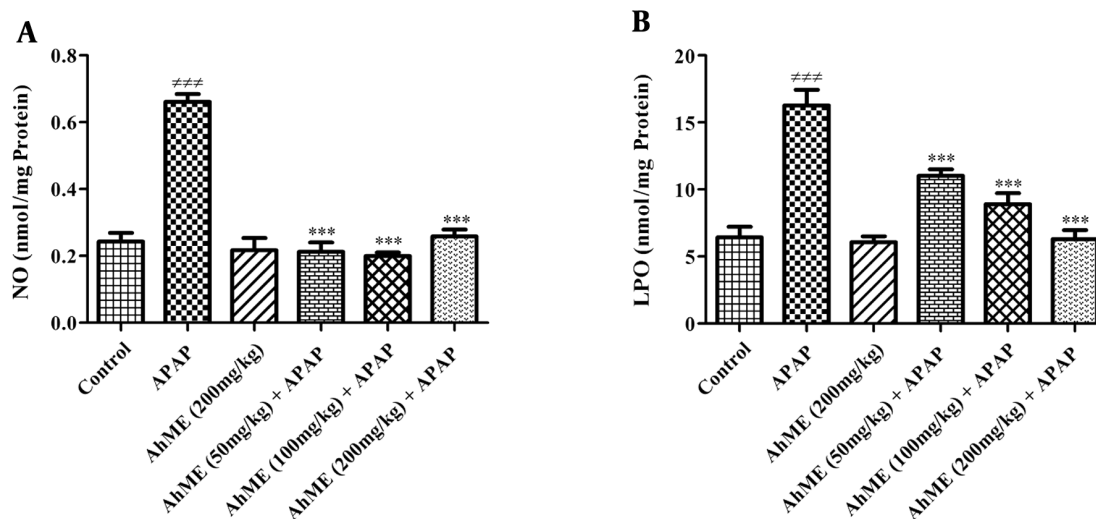 A
NO (nmol/mg Protein)
0.8
0.6
0.4
0.2
0.0
≠≠≠
***
***
***
Control
APAP
AhME (200mg/kg)
AhME (50mg/kg) + APAP
AhME (100mg/kg) + APAP
AhME (200mg/kg) + APAP
B
LPO (nmol/mg Protein)
20
15
10
5
0
≠≠≠
***
***
***
Control
APAP
AhME (200mg/kg)
AhME (50mg/kg) + APAP
AhME (100mg/kg) + APAP
AhME (200mg/kg) + APAP